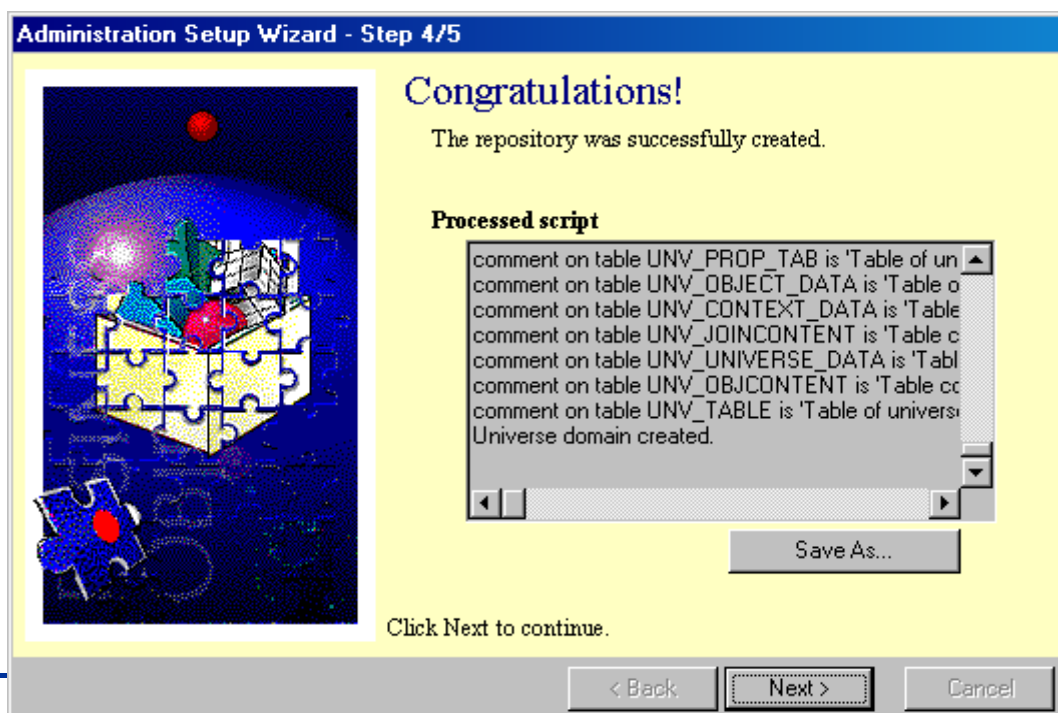 Administration Setup Wizard - Step 4/5
Congratulations!
The repository was successfully created.
Processed script
comment on table UNV_PROP_TAB is 'Table of un
comment on table UNV_OBJECT_DATA is 'Table o
comment on table UNV_CONTEXT_DATA is 'Table
comment on table UNV_JOINCONTENT is 'Table c
comment on table UNV_UNIVERSE_DATA is 'Tabl
comment on table UNV_OBJCONTENT is 'Table co
comment on table UNV_TABLE is 'Table of univers
Universe domain created.
Save As...
Click Next to continue.
< Back
Next >
Cancel